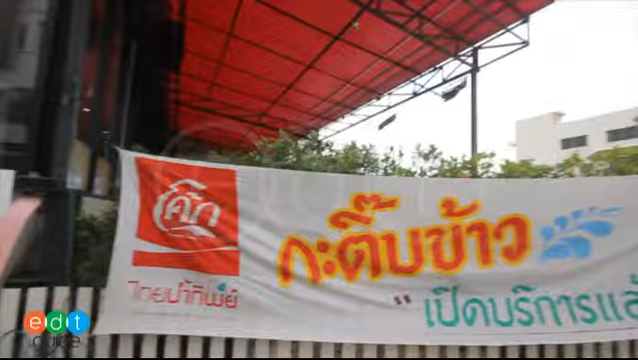 คุ๊ก
กะติ๊บข้าว
ไทยน้ำทิพย์
" เปิดบริการแล้
edt
guide